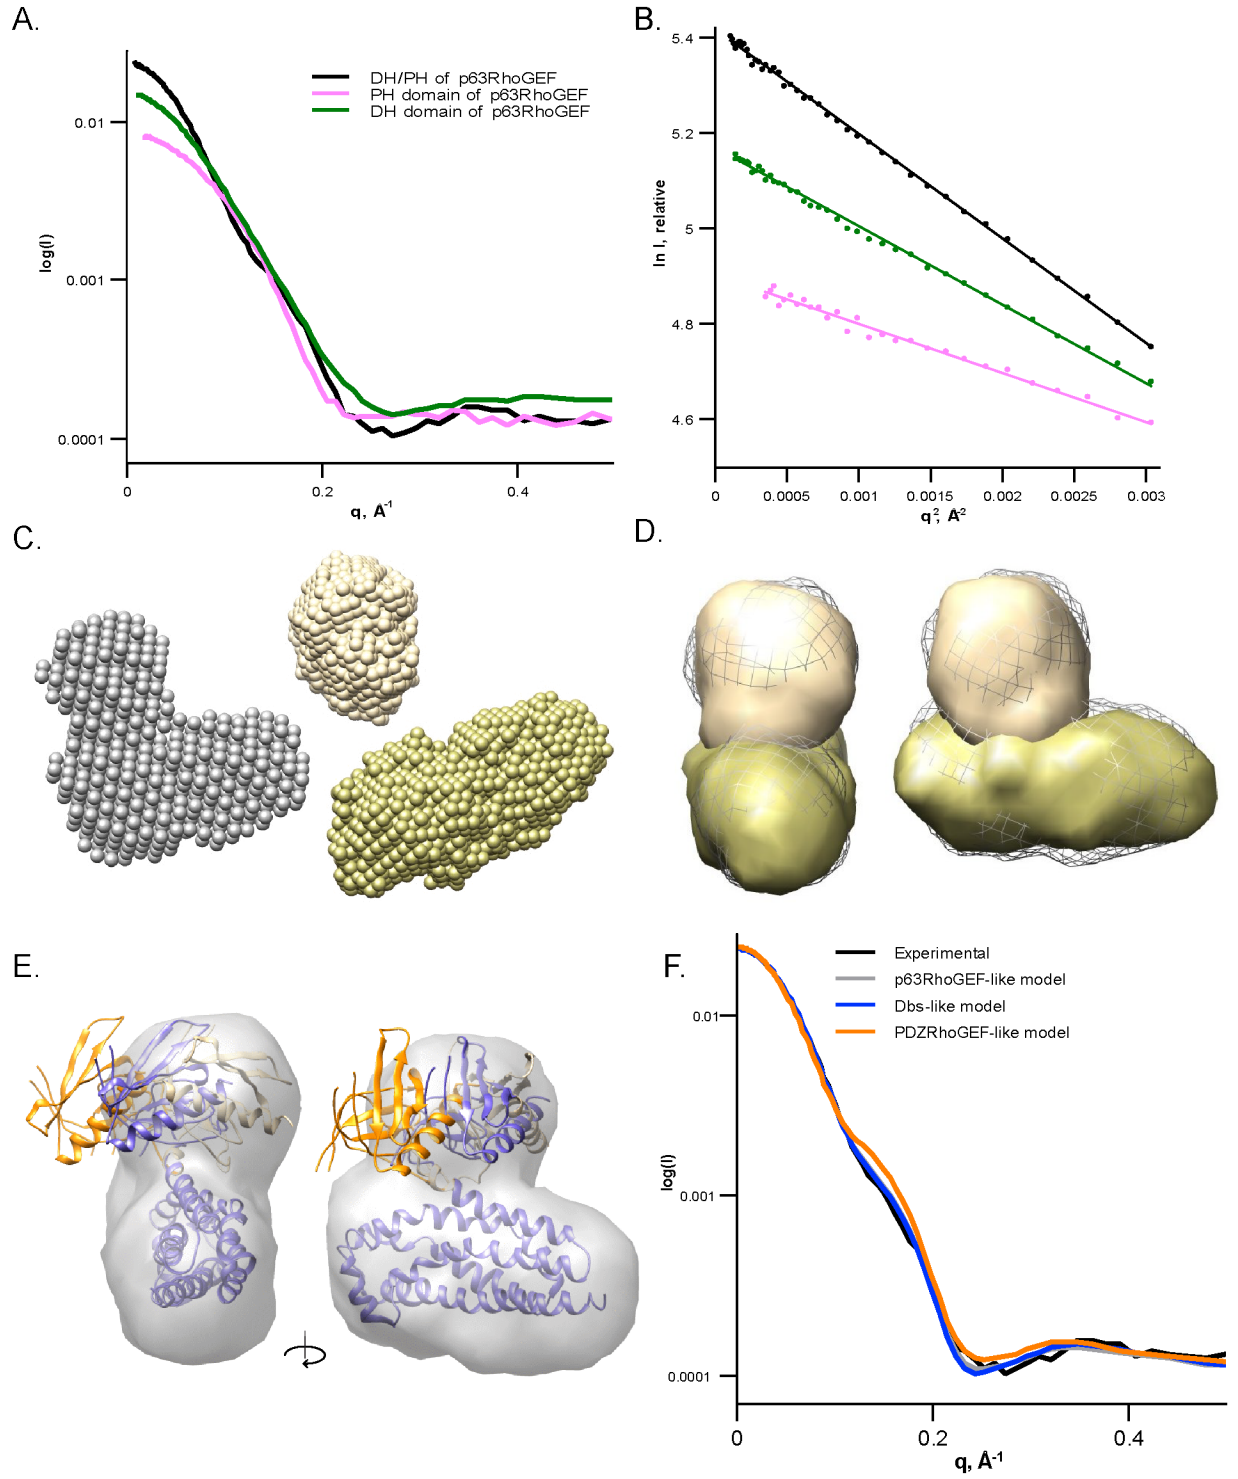 A.
DH/PH of p63RhoGEF
PH domain of p63RhoGEF
DH domain of p63RhoGEF
log(I)
0.01
0.001
0.0001
0 0.2 0.4
q, Å-1
B.
ln I, relative
5.4
5.2
5
4.8
4.6
0 0.0005 0.001 0.0015 0.002 0.0025 0.003
q2, Å-2
C.
D.
E.
F.
Experimental
p63RhoGEF-like model
Dbs-like model
PDZRhoGEF-like model
log(I)
0.01
0.001
0.0001
0 0.2 0.4
q, Å-1